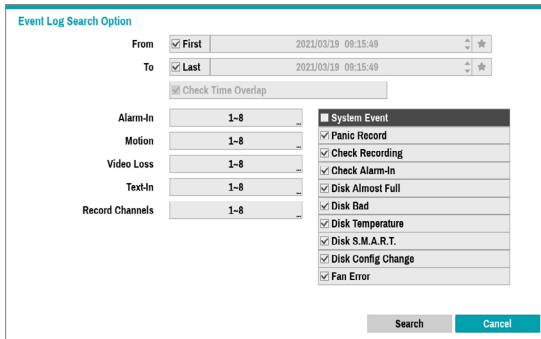 Event Log Search Option
From First 2021/03/19 09:15:49
To Last 2021/03/19 09:15:49
Check Time Overlap
Alarm-In 1~8 ...
Motion 1~8 ...
Video Loss 1~8 ...
Text-In 1~8 ...
Record Channels 1~8 ...
System Event
Panic Record
Check Recording
Check Alarm-In
Disk Almost Full
Disk Bad
Disk Temperature
Disk S.M.A.R.T.
Disk Config Change
Fan Error
Search Cancel